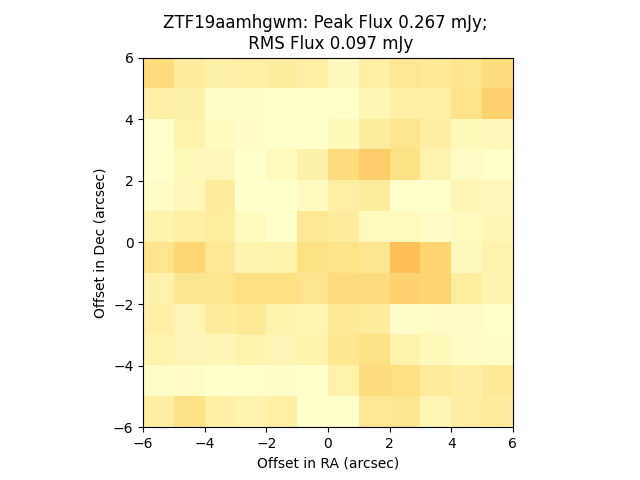 ZTF19aamhgwm: Peak Flux 0.267 mJy;
RMS Flux 0.097 mJy
6
4
2
0
−2
−4
−6
Offset in Dec (arcsec)
−6 −4 −2 0 2 4 6
Offset in RA (arcsec)